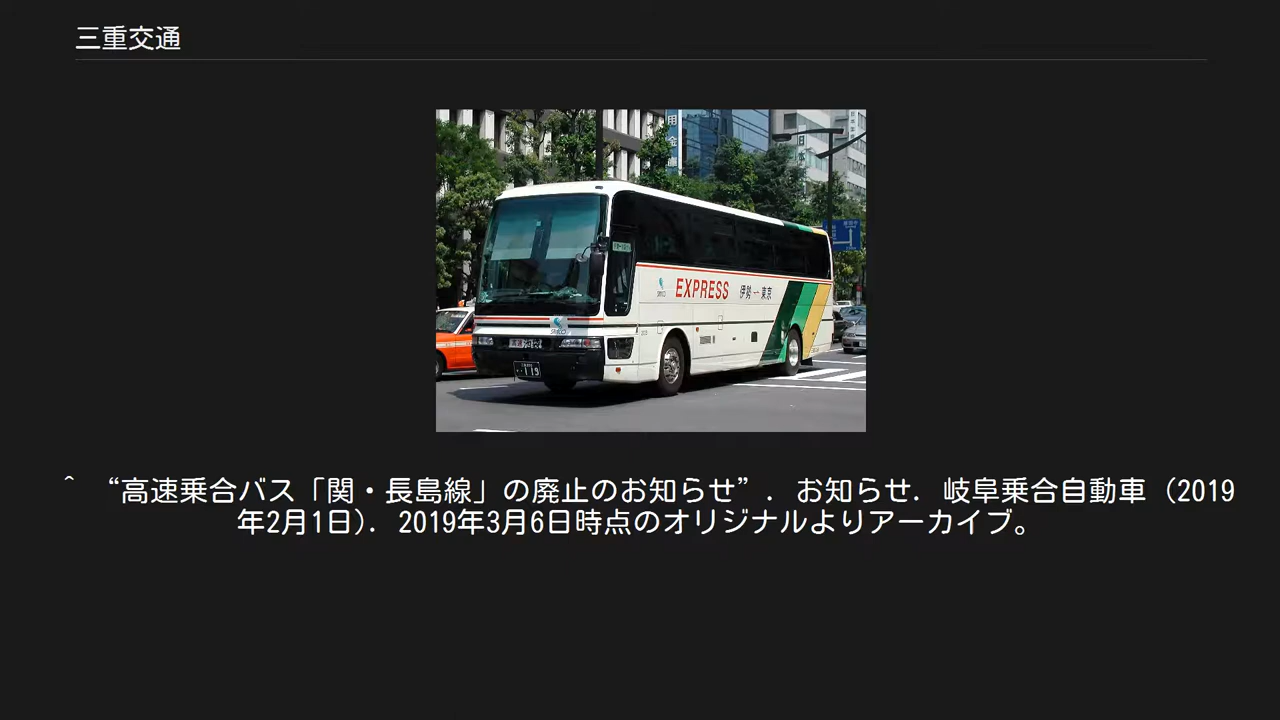 三重交通
EXPRESS 伊勢ー東京
^ “高速乗合バス「関・長島線」の廃止のお知らせ”. お知らせ. 岐阜乗合自動車 (2019
年2月1日). 2019年3月6日時点のオリジナルよりアーカイブ。